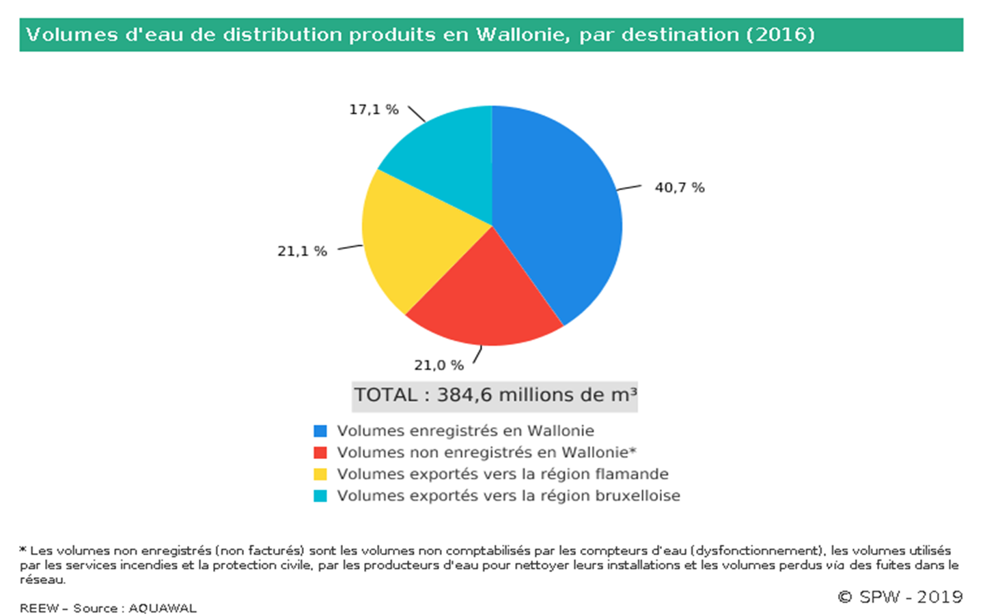 Volumes d'eau de distribution produits en Wallonie, par destination (2016)
17,1 %
40,7 %
21,1 %
21,0 %
TOTAL : 384,6 millions de m³
Volumes enregistrés en Wallonie
Volumes non enregistrés en Wallonie*
Volumes exportés vers la région flamande
Volumes exportés vers la région bruxelloise
* Les volumes non enregistrés (non facturés) sont les volumes non comptabilisés par les compteurs d'eau (dysfonctionnement), les volumes utilisés
par les services incendies et la protection civile, par les producteurs d'eau pour nettoyer leurs installations et les volumes perdus via des fuites dans le
réseau.
© SPW - 2019
REEW – Source : AQUAWAL